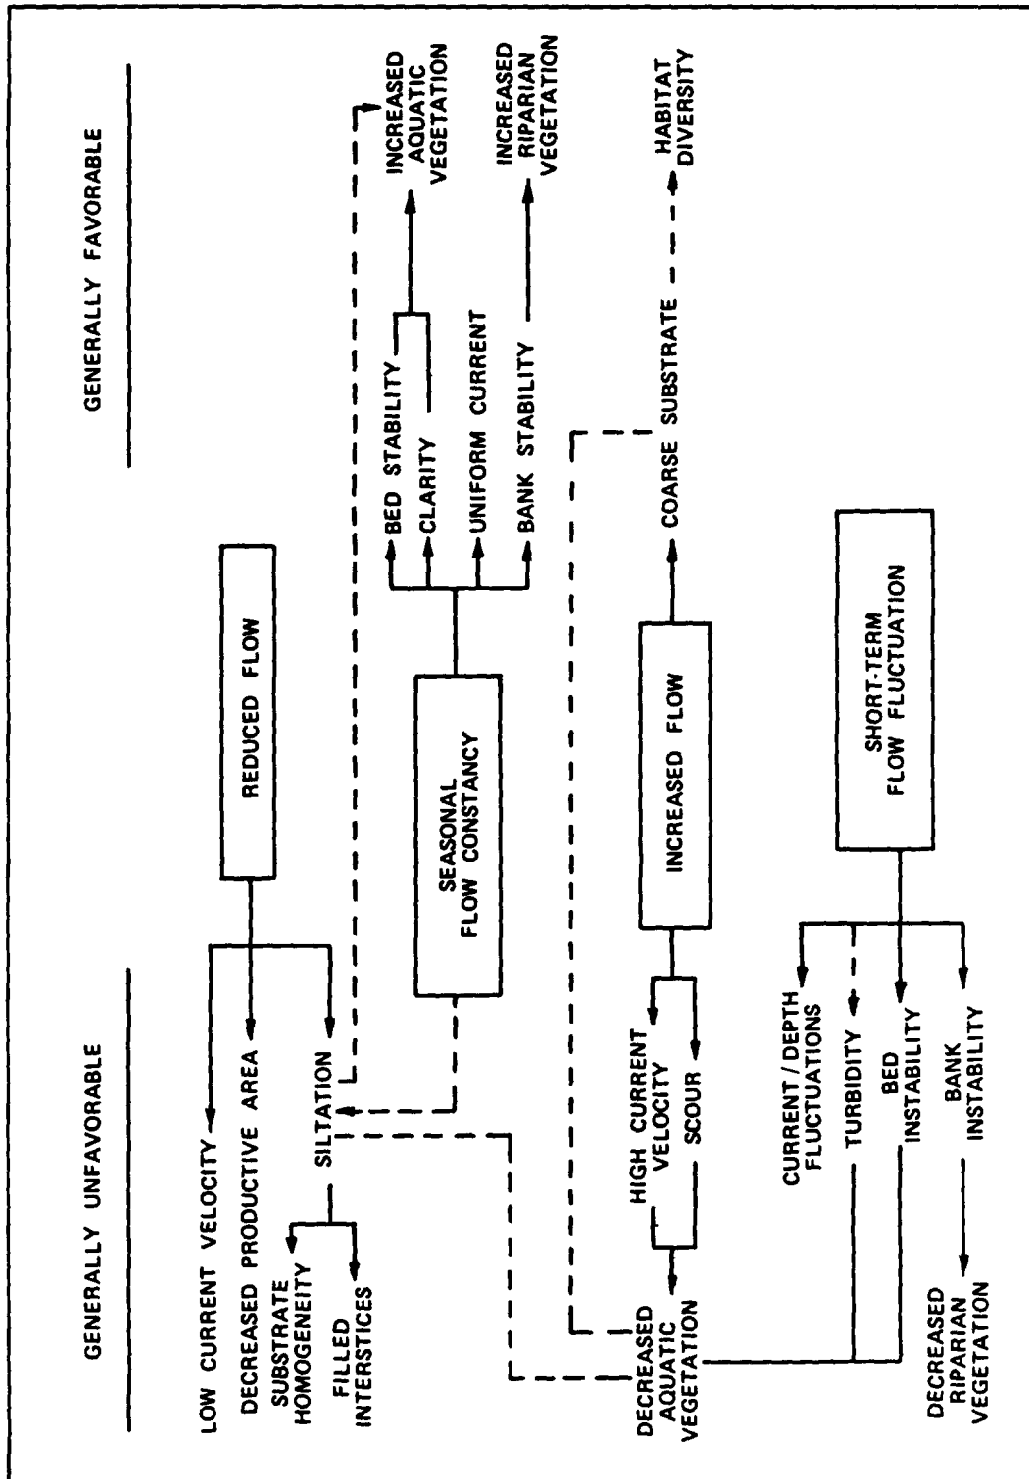 GENERALLY UNFAVORABLE
GENERALLY FAVORABLE
LOW CURRENT VELOCITY
DECREASED PRODUCTIVE AREA
SUBSTRATE
HOMOGENEITY
FILLED
INTERSTICES
SILTATION
REDUCED FLOW
SEASONAL
FLOW CONSTANCY
BED STABILITY
CLARITY
UNIFORM CURRENT
BANK STABILITY
INCREASED
AQUATIC
VEGETATION
INCREASED
RIPARIAN
VEGETATION
DECREASED
AQUATIC
VEGETATION
HIGH CURRENT
VELOCITY
SCOUR
INCREASED FLOW
COARSE SUBSTRATE
HABITAT
DIVERSITY
CURRENT/DEPTH
FLUCTUATIONS
TURBIDITY
BED
INSTABILITY
BANK
INSTABILITY
DECREASED
RIPARIAN
VEGETATION
SHORT-TERM
FLOW FLUCTUATION